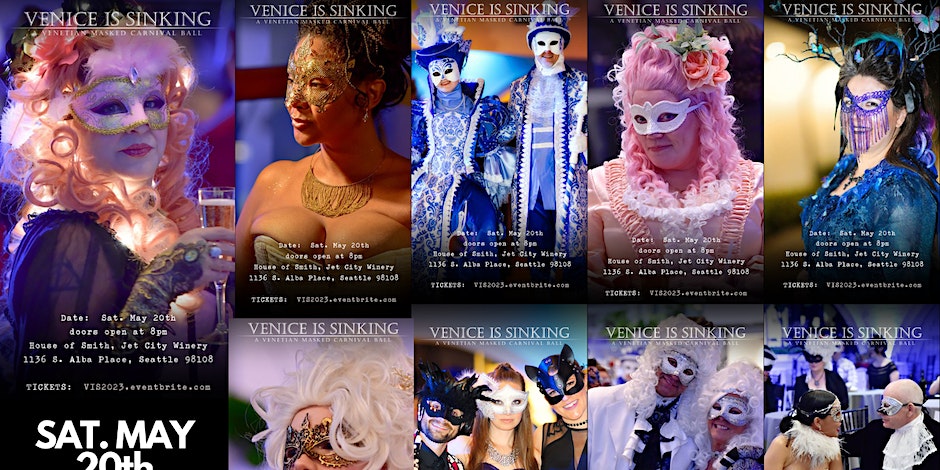 VENICE IS SINKING
A VENETIAN MASKED CARNIVAL BALL
Date: Sat. May 20th
doors open at 8pm
House of Smith, Jet City Winery
1136 S. Alba Place, Seattle 98108
TICKETS: VIS2023.eventbrite.com
SAT. MAY
20th
VENICE IS SINKING
A VENETIAN MASKED CARNIVAL BALL
Date: Sat. May 20th
doors open at 8pm
House of Smith, Jet City Winery
1136 S. Alba Place, Seattle 98108
TICKETS: VIS2023.eventbrite.com
VENICE IS SINKING
A VENETIAN MASKED CARNIVAL BALL
Date: Sat. May 20th
doors open at 8pm
House of Smith, Jet City Winery
1136 S. Alba Place, Seattle 98108
TICKETS: VIS2023.eventbrite.com
VENICE IS SINKING
A VENETIAN MASKED CARNIVAL BALL
Date: Sat. May 20th
doors open at 8pm
House of Smith, Jet City Winery
1136 S. Alba Place, Seattle 98108
TICKETS: VIS2023.eventbrite.com
VENICE IS SINKING
A VENETIAN MASKED CARNIVAL BALL
Date: Sat. May 20th
doors open at 8pm
House of Smith, Jet City Winery
1136 S. Alba Place, Seattle 98108
TICKETS: VIS2023.eventbrite.com
VENICE IS SINKING
A VENETIAN MASKED CARNIVAL BALL
VENICE IS SINKING
A VENETIAN MASKED CARNIVAL BALL
VENICE IS SINKING
A VENETIAN MASKED CARNIVAL BALL
VENICE IS SINKING
A VENETIAN MASKED CARNIVAL BALL